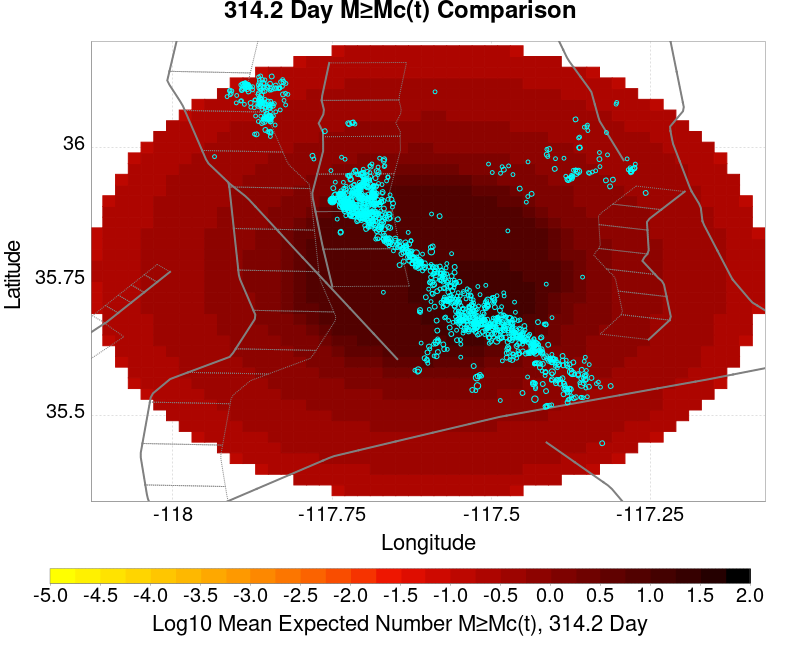 314.2 Day M≥Mc(t) Comparison
36
35.75
35.5
Latitude
-118 -117.75 -117.5 -117.25
Longitude
-5.0 -4.5 -4.0 -3.5 -3.0 -2.5 -2.0 -1.5 -1.0 -0.5 0.0 0.5 1.0 1.5 2.0
Log10 Mean Expected Number M≥Mc(t), 314.2 Day